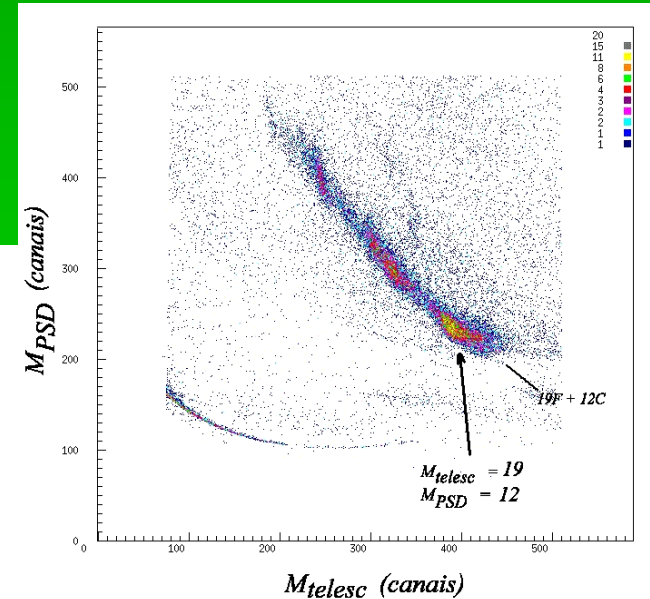 20
15
11
8
6
4
3
2
2
1
1
500
400
300
200
100
0
M_PSD (canais)
19F + 12C
M_telesc = 19
M_PSD = 12
0 100 200 300 400 500
M_telesc (canais)